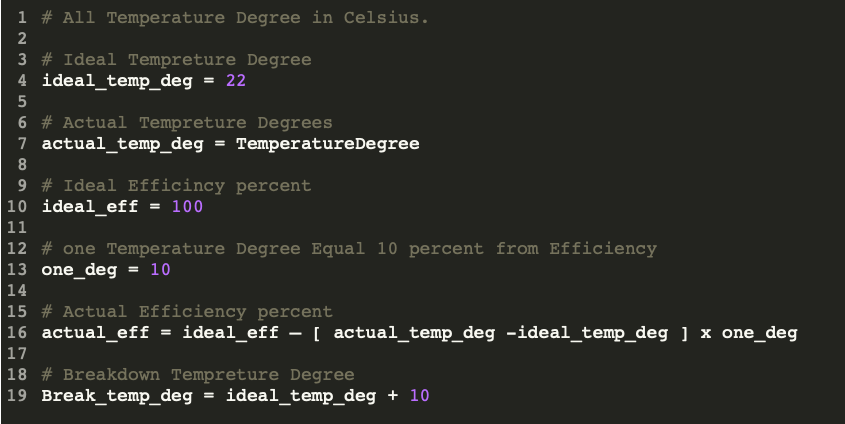 1 # All Temperature Degree in Celsius.
2
3 # Ideal Tempreture Degree
4 ideal_temp_deg = 22
5
6 # Actual Tempreture Degrees
7 actual_temp_deg = TemperatureDegree
8
9 # Ideal Efficincy percent
10 ideal_eff = 100
11
12 # one Temperature Degree Equal 10 percent from Efficiency
13 one_deg = 10
14
15 # Actual Efficiency percent
16 actual_eff = ideal_eff – [ actual_temp_deg -ideal_temp_deg ] x one_deg
17
18 # Breakdown Tempreture Degree
19 Break_temp_deg = ideal_temp_deg + 10